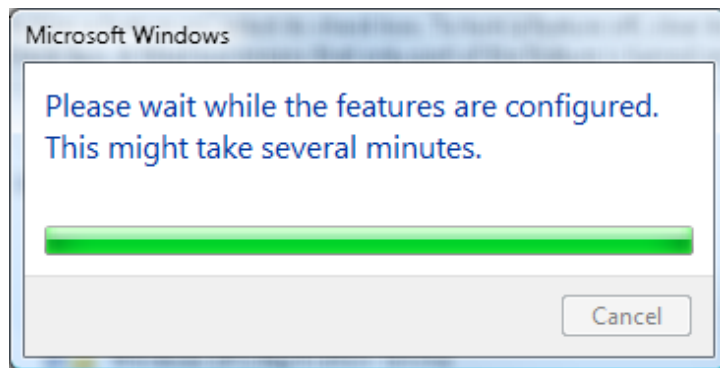 Microsoft Windows
Please wait while the features are configured.
This might take several minutes.
Cancel